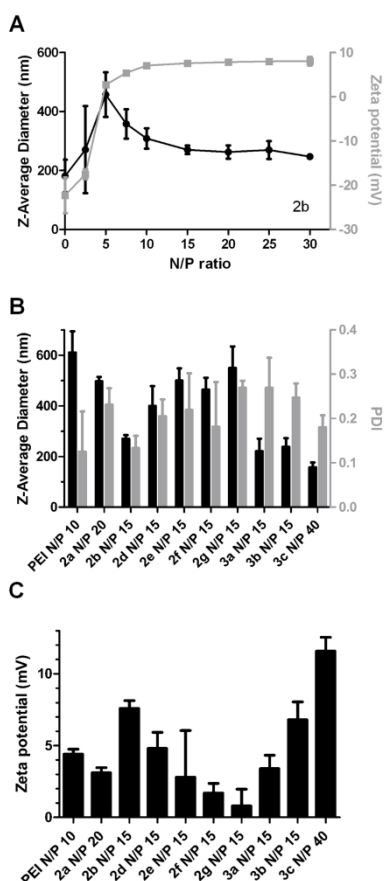 A
Z-Average Diameter (nm)
600
400
200
0
10
0
-10
-20
-30
Zeta potential (mV)
2b
0 5 10 15 20 25 30
N/P ratio
B
Z-Average Diameter (nm)
600
400
200
0
0.4
0.3
0.2
0.1
0.0
PDI
PEI N/P 10
2a N/P 20
2b N/P 15
2d N/P 15
2e N/P 15
2f N/P 15
2g N/P 15
3a N/P 15
3b N/P 15
3c N/P 40
C
Zeta potential (mV)
10
5
0
PEI N/P 10
2a N/P 20
2b N/P 15
2d N/P 15
2e N/P 15
2f N/P 15
2g N/P 15
3a N/P 15
3b N/P 15
3c N/P 40